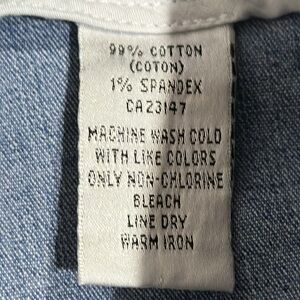 99% COTTON
(COTON)
1% SPANDEX
CA23147
MACHINE WASH COLD
WITH LIKE COLORS
ONLY NON-CHLORINE
BLEACH
LINE DRY
WARM IRON